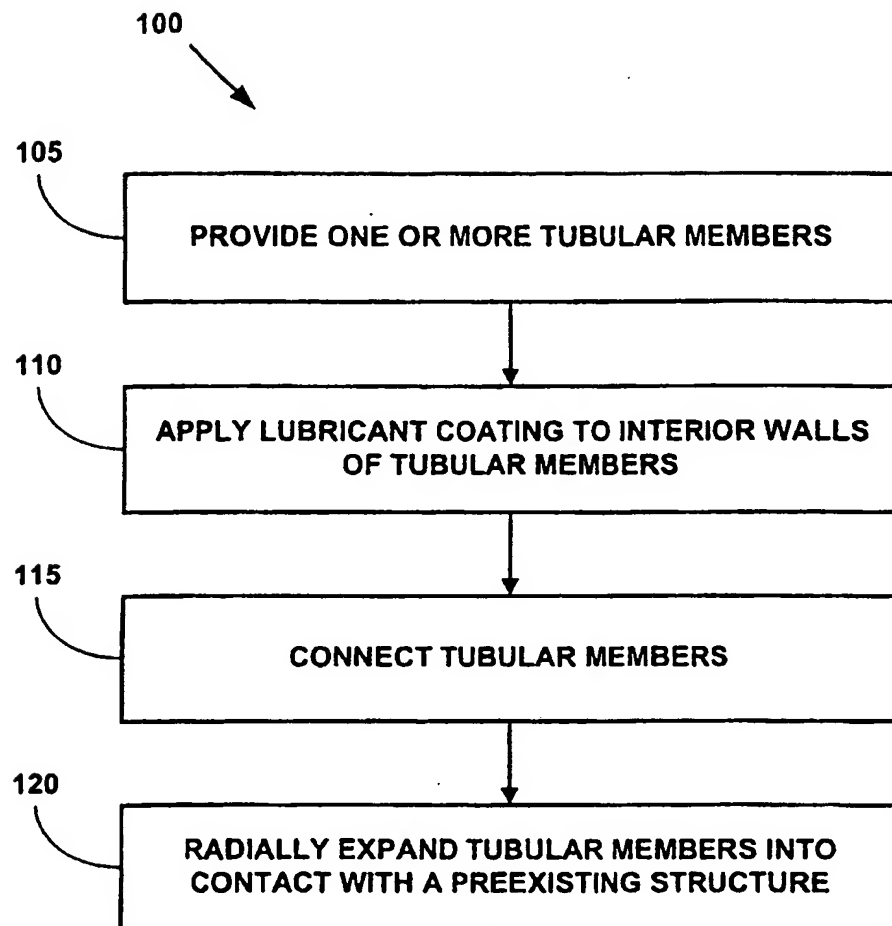 100
105
PROVIDE ONE OR MORE TUBULAR MEMBERS
110
APPLY LUBRICANT COATING TO INTERIOR WALLS
OF TUBULAR MEMBERS
115
CONNECT TUBULAR MEMBERS
120
RADIALLY EXPAND TUBULAR MEMBERS INTO
CONTACT WITH A PREEXISTING STRUCTURE